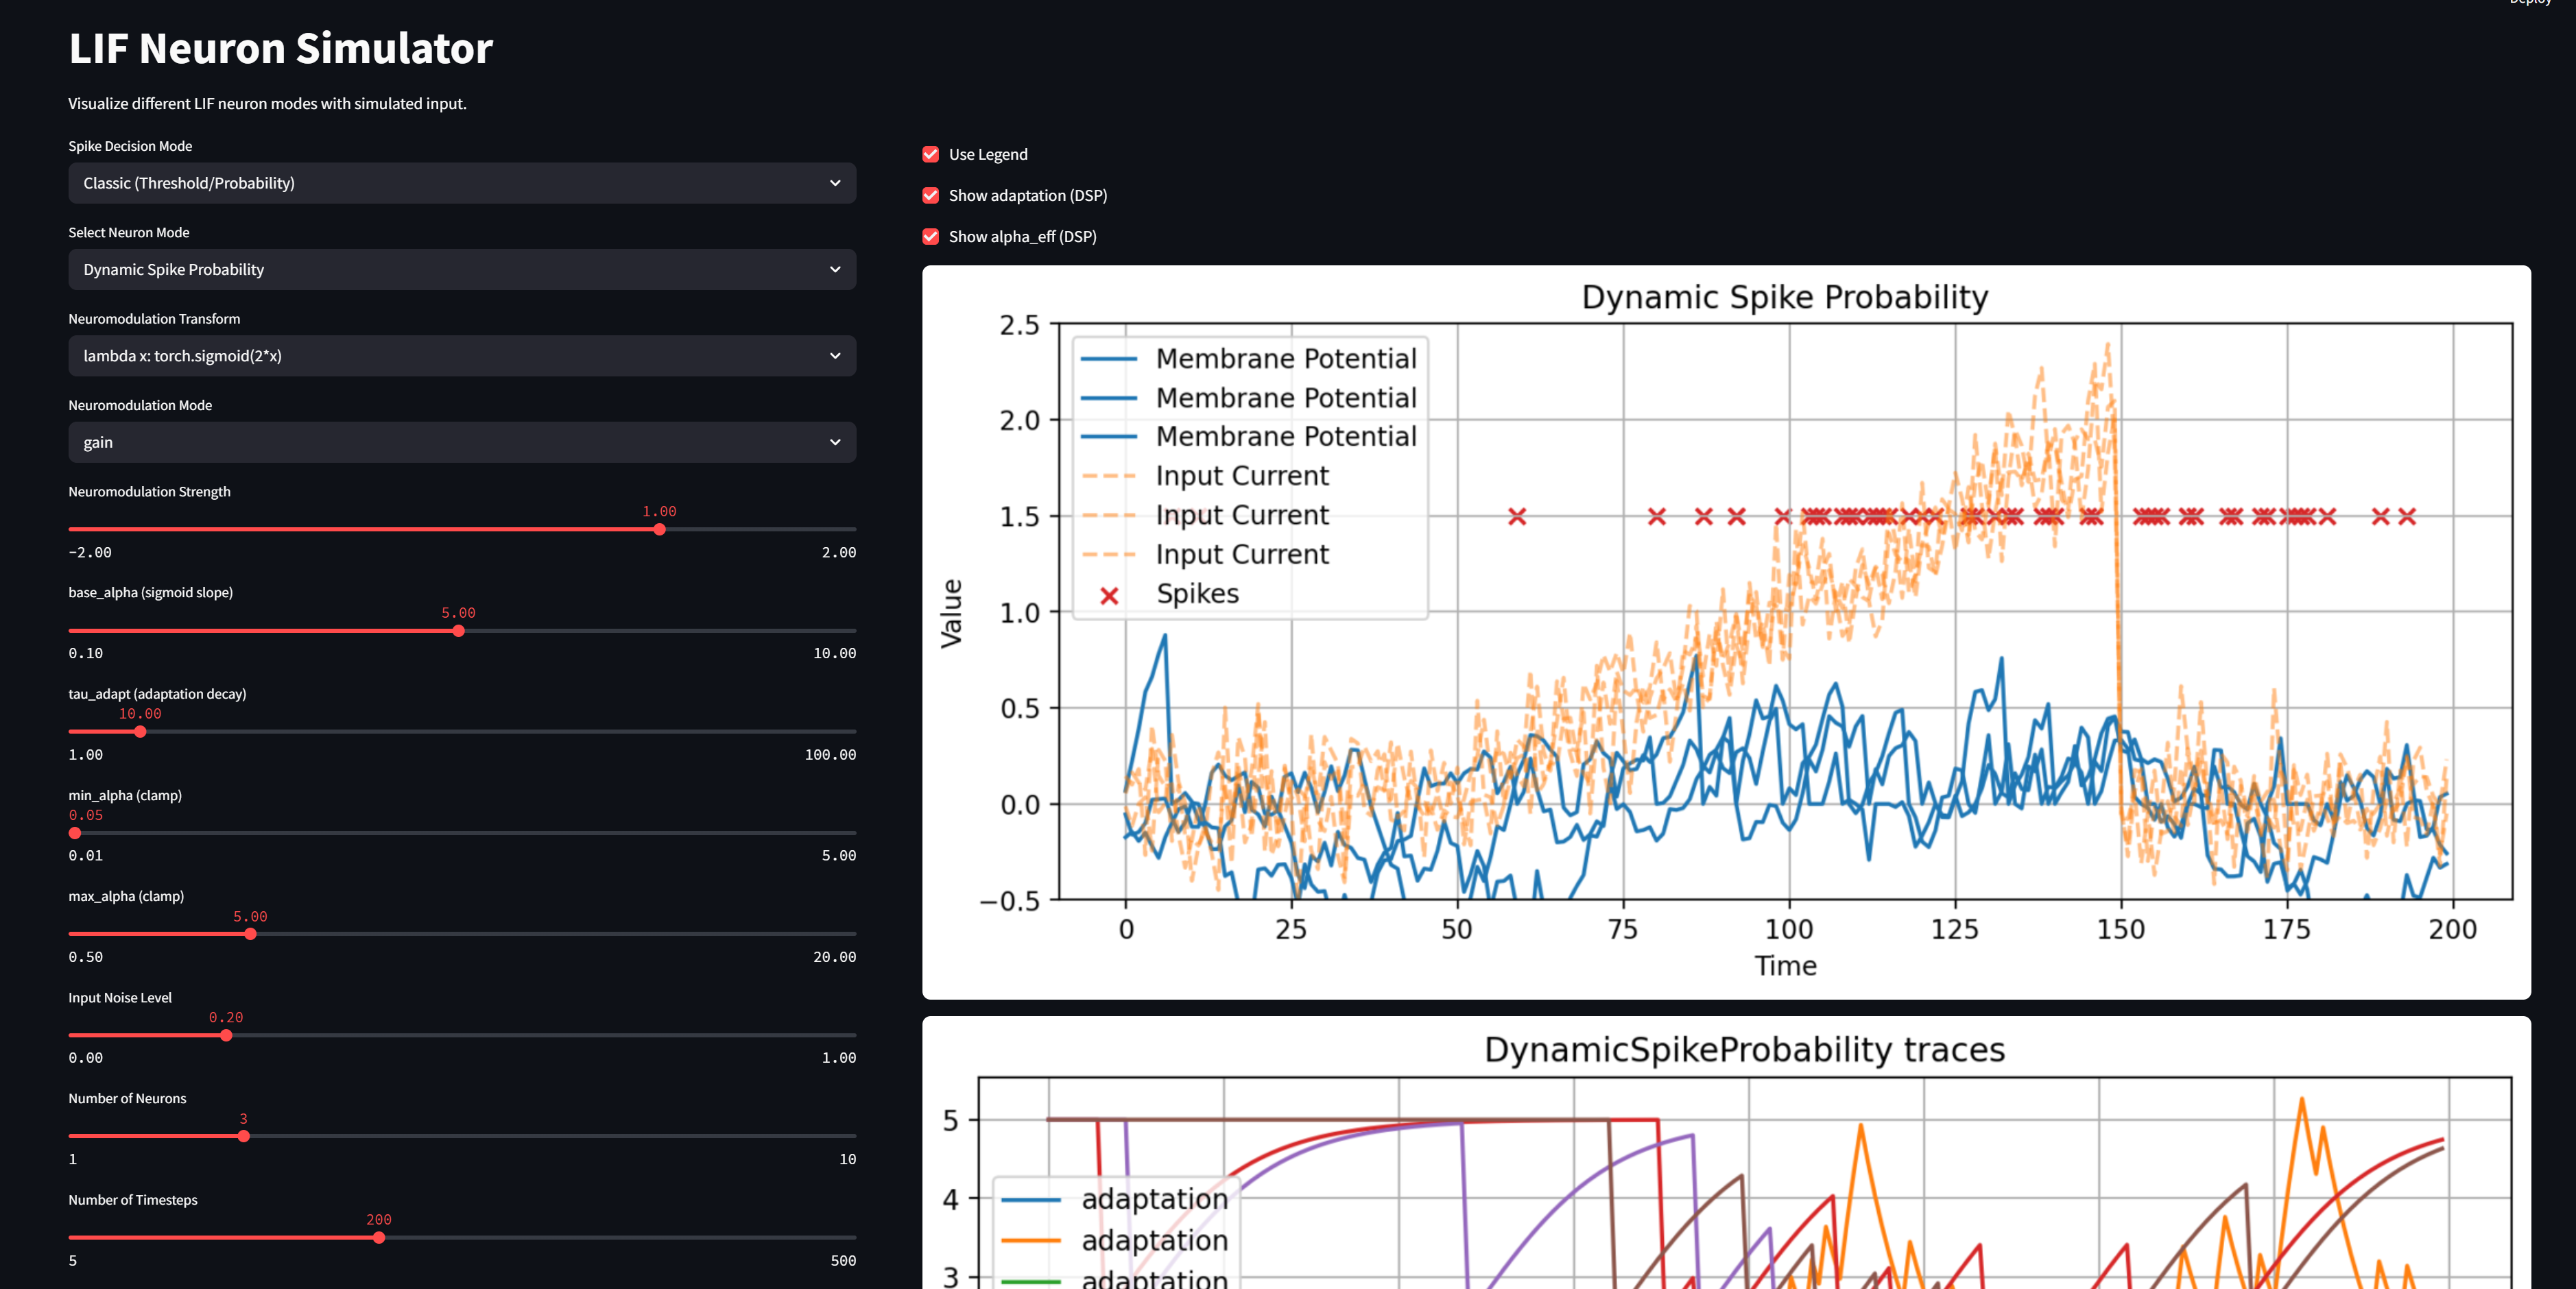 Deploy
LIF Neuron Simulator
Visualize different LIF neuron modes with simulated input.
Spike Decision Mode
Classic (Threshold/Probability)
Select Neuron Mode
Dynamic Spike Probability
Neuromodulation Transform
lambda x: torch.sigmoid(2*x)
Neuromodulation Mode
gain
Neuromodulation Strength
1.00
-2.00 2.00
base_alpha (sigmoid slope)
5.00
0.10 10.00
tau_adapt (adaptation decay)
10.00
1.00 100.00
min_alpha (clamp)
0.05
0.01 5.00
max_alpha (clamp)
5.00
0.50 20.00
Input Noise Level
0.20
0.00 1.00
Number of Neurons
3
1 10
Number of Timesteps
200
5 500
Use Legend
Show adaptation (DSP)
Show alpha_eff (DSP)
Dynamic Spike Probability
2.5
2.0
1.5
1.0
0.5
0.0
−0.5
Value
Membrane Potential
Membrane Potential
Membrane Potential
Input Current
Input Current
Input Current
Spikes
0 25 50 75 100 125 150 175 200
Time
DynamicSpikeProbability traces
5
4
3
adaptation
adaptation
adaptation